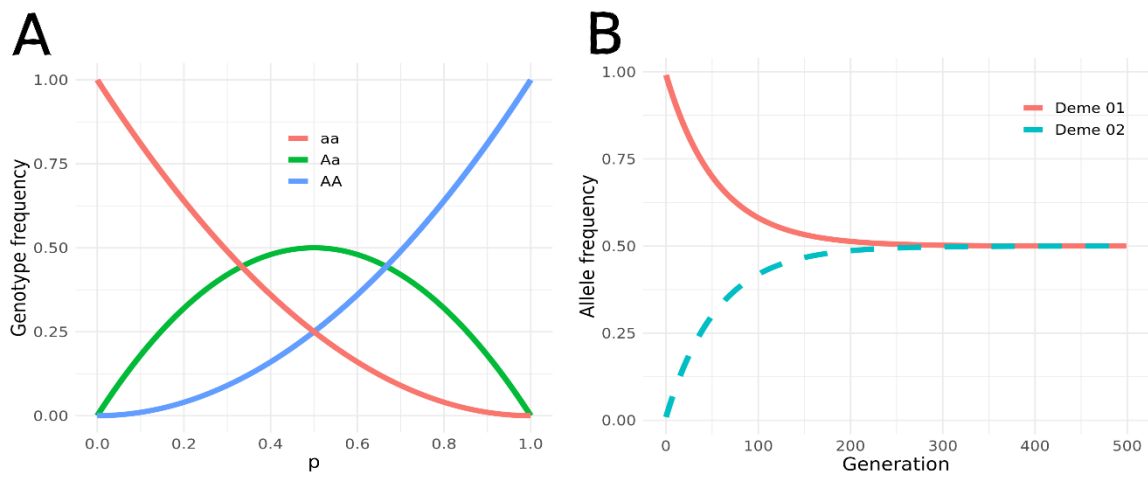 A
Genotype frequency
1.00
0.75
0.50
0.25
0.00
aa
Aa
AA
0.0 0.2 0.4 0.6 0.8 1.0
p
B
Allele frequency
1.00
0.75
0.50
0.25
0.00
Deme 01
Deme 02
0 100 200 300 400 500
Generation